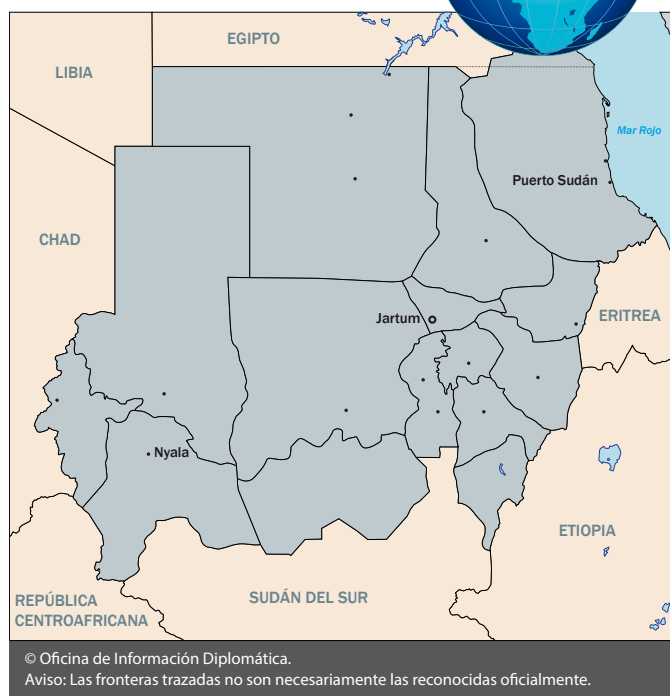 EGIPTO
LIBIA
Mar Rojo
Puerto Sudán
CHAD
ERITREA
Jartum
Nyala
ETIOPIA
SUDÁN DEL SUR
REPÚBLICA
CENTROAFRICANA
© Oficina de Información Diplomática.
Aviso: Las fronteras trazadas no son necesariamente las reconocidas oficialmente.